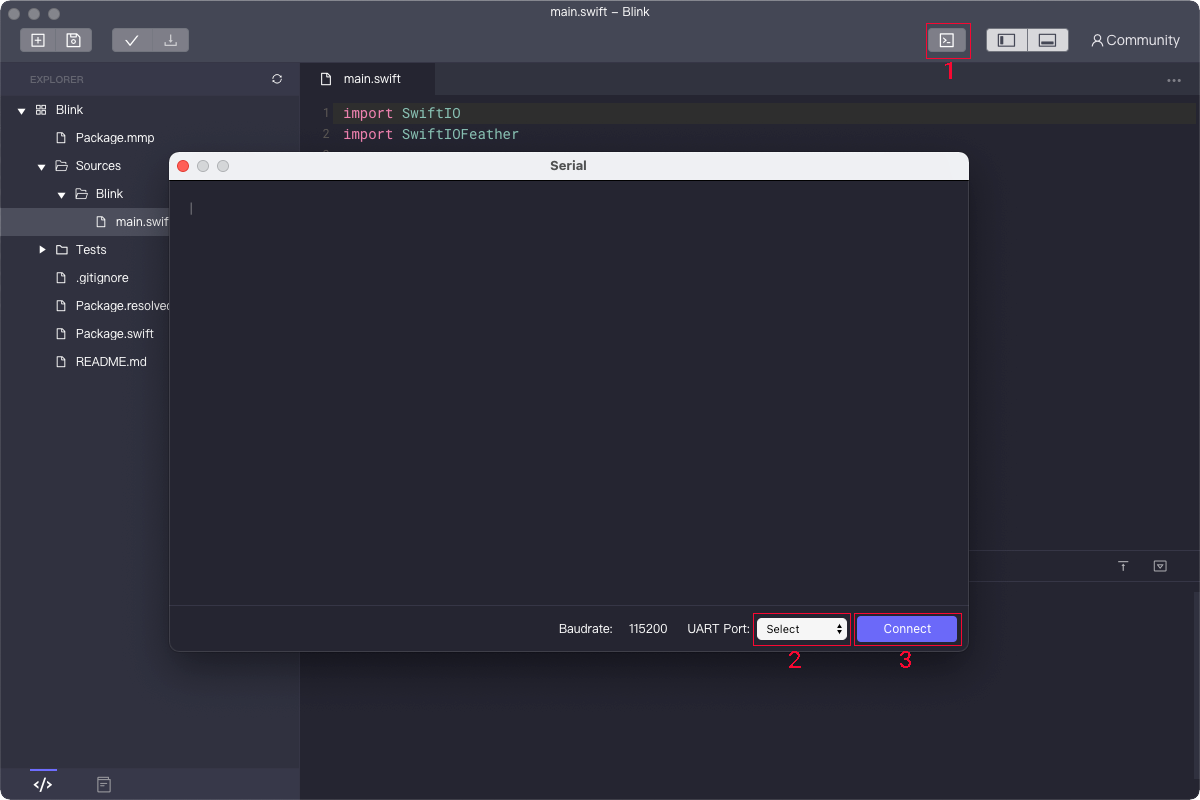 main.swift – Blink
Community
1
EXPLORER
main.swift
Blink
1 import SwiftIO
Package.mmp
2 import SwiftIOFeather
Sources
Serial
Blink
main.swif
Tests
.gitignore
Package.resolved
Package.swift
README.md
Baudrate: 115200 UART Port: Select Connect
2 3